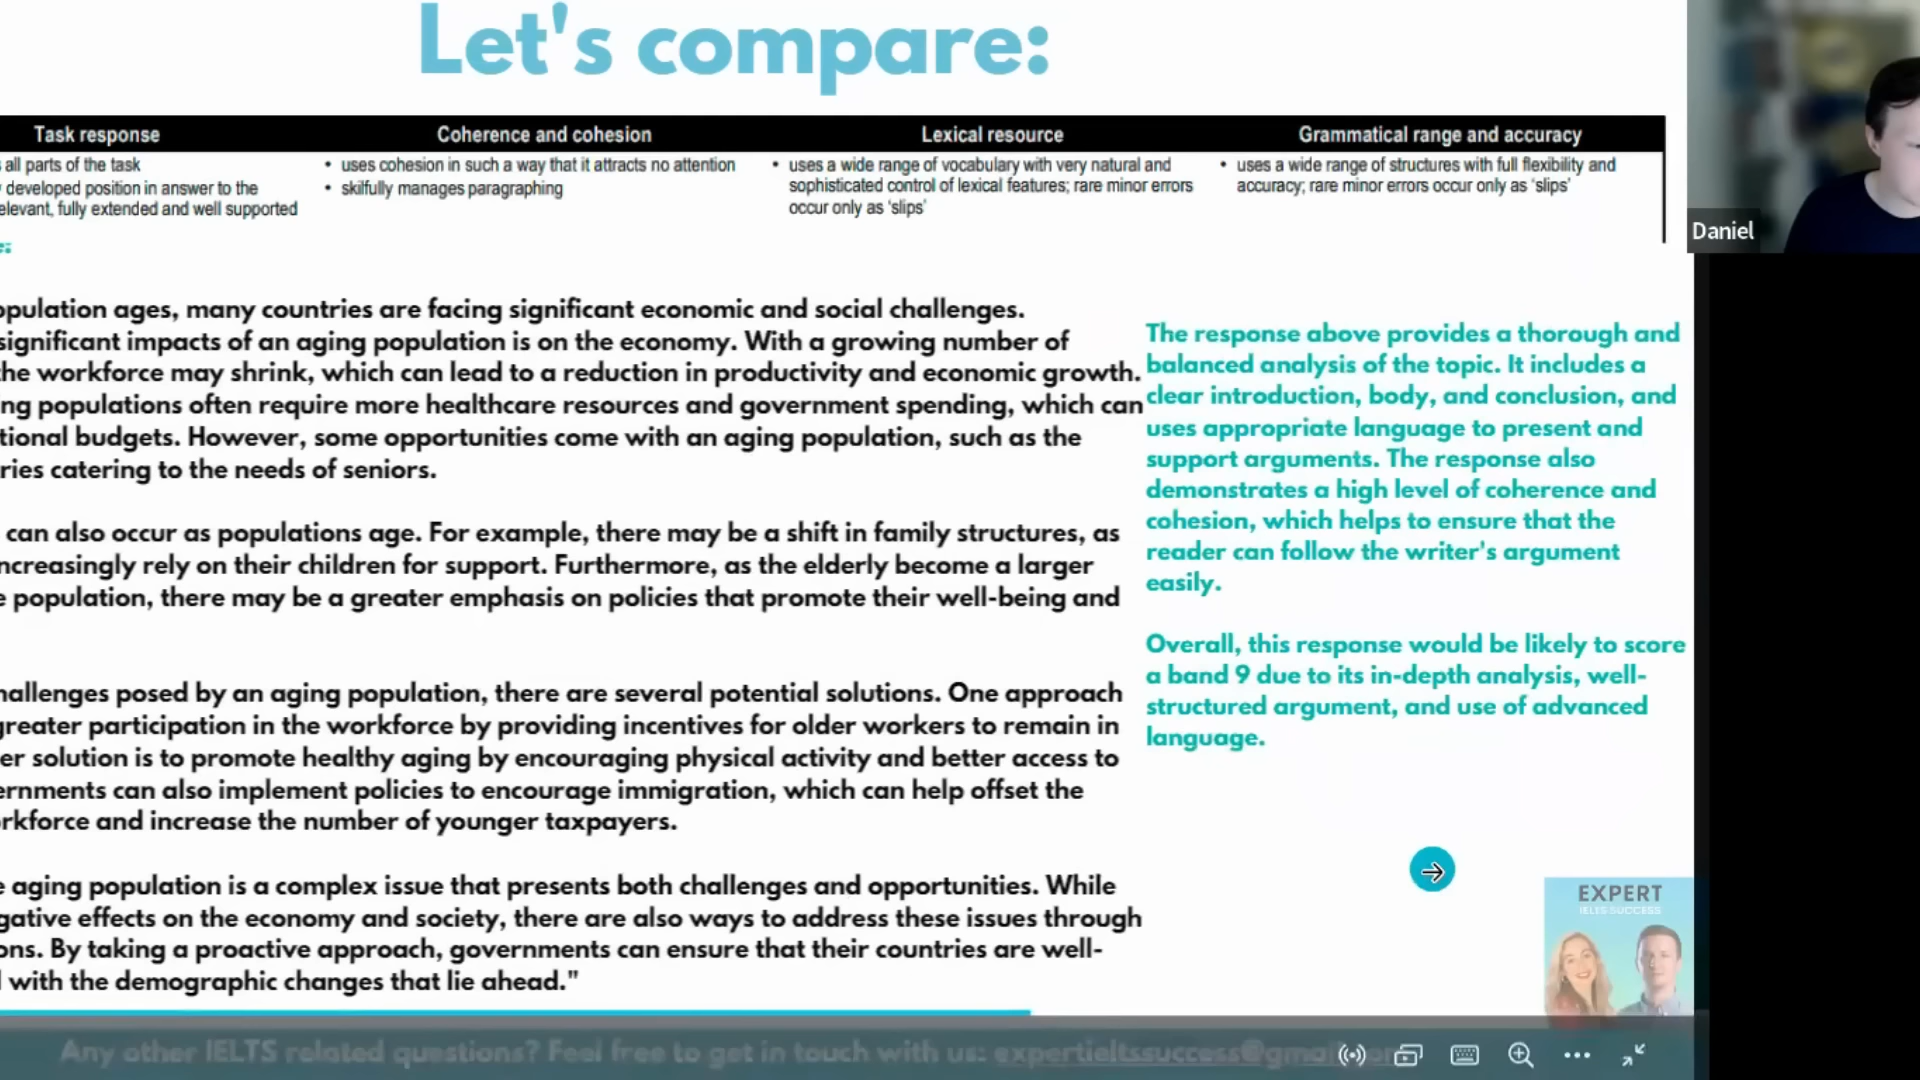 Let's compare:
Task response Coherence and cohesion Lexical resource Grammatical range and accuracy
all parts of the task
developed position in answer to the
elevant, fully extended and well supported
• uses cohesion in such a way that it attracts no attention
• skilfully manages paragraphing
• uses a wide range of vocabulary with very natural and
sophisticated control of lexical features; rare minor errors
occur only as 'slips'
• uses a wide range of structures with full flexibility and
accuracy; rare minor errors occur only as 'slips'
Daniel
opulation ages, many countries are facing significant economic and social challenges.
significant impacts of an aging population is on the economy. With a growing number of
the workforce may shrink, which can lead to a reduction in productivity and economic growth.
ng populations often require more healthcare resources and government spending, which can
tional budgets. However, some opportunities come with an aging population, such as the
ries catering to the needs of seniors.
can also occur as populations age. For example, there may be a shift in family structures, as
ncreasingly rely on their children for support. Furthermore, as the elderly become a larger
e population, there may be a greater emphasis on policies that promote their well-being and
hallenges posed by an aging population, there are several potential solutions. One approach
greater participation in the workforce by providing incentives for older workers to remain in
er solution is to promote healthy aging by encouraging physical activity and better access to
ernments can also implement policies to encourage immigration, which can help offset the
rkforce and increase the number of younger taxpayers.
e aging population is a complex issue that presents both challenges and opportunities. While
gative effects on the economy and society, there are also ways to address these issues through
ons. By taking a proactive approach, governments can ensure that their countries are well-
with the demographic changes that lie ahead."
The response above provides a thorough and
balanced analysis of the topic. It includes a
clear introduction, body, and conclusion, and
uses appropriate language to present and
support arguments. The response also
demonstrates a high level of coherence and
cohesion, which helps to ensure that the
reader can follow the writer's argument
easily.
Overall, this response would be likely to score
a band 9 due to its in-depth analysis, well-
structured argument, and use of advanced
language.
EXPERT
IELTS SUCCESS
Any other IELTS related questions? Feel free to get in touch with us: expertieltssuccess@gma